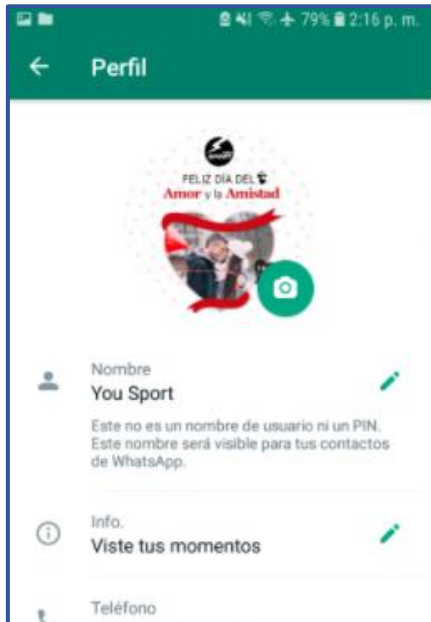 79% 2:16 p. m.
Perfil
FELIZ DÍA DEL
Amor y la Amistad
Nombre
You Sport
Este no es un nombre de usuario ni un PIN.
Este nombre será visible para tus contactos
de WhatsApp.
Info.
Viste tus momentos
Teléfono